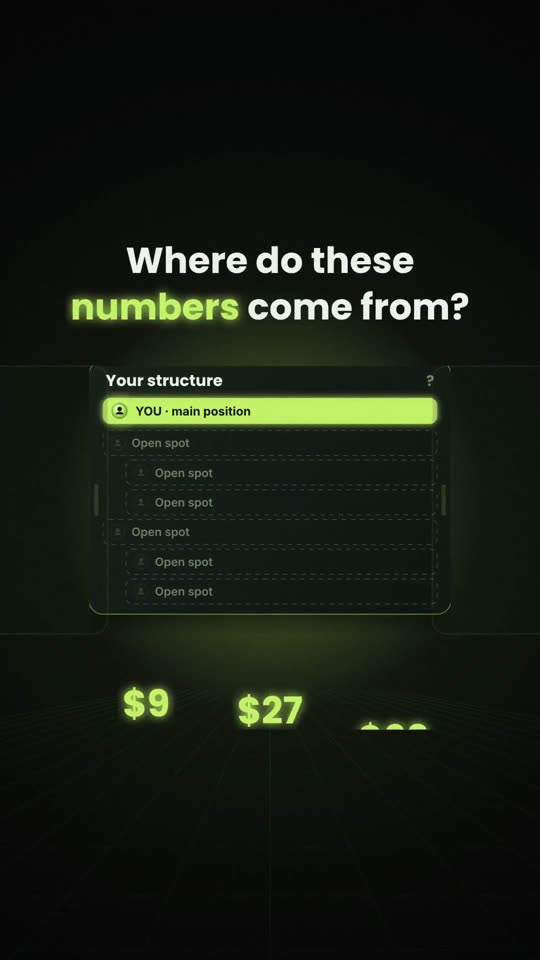 Where do these
numbers come from?
Your structure ?
YOU · main position
Open spot
Open spot
Open spot
Open spot
Open spot
Open spot
$9 $27